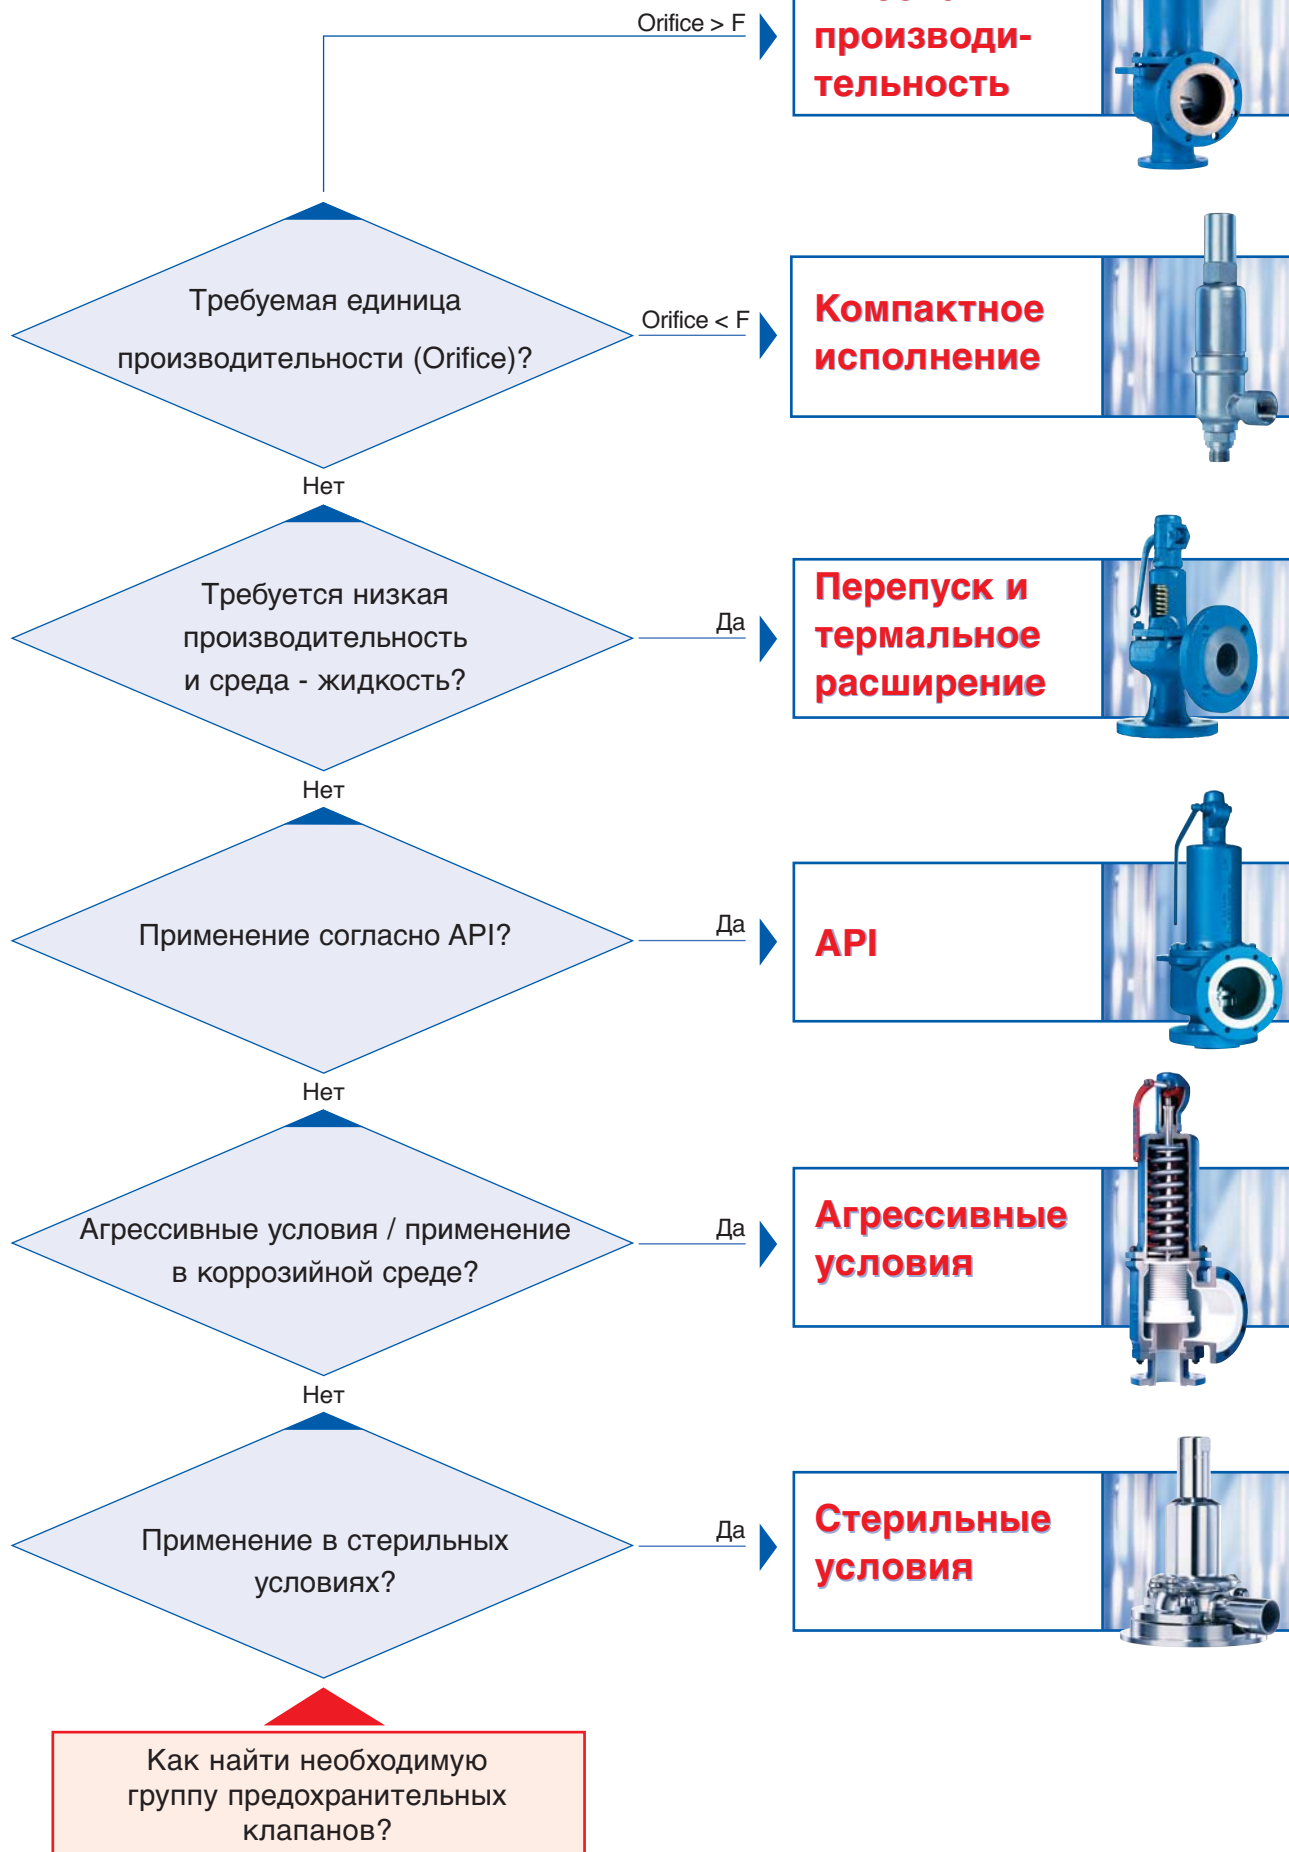 Orifice > F
производи-
тельность
Требуемая единица
производительности (Orifice)?
Orifice < F
Компактное
исполнение
Нет
Требуется низкая
производительность
и среда - жидкость?
Да
Перепуск и
термальное
расширение
Нет
Применение согласно API?
Да
API
Нет
Агрессивные условия / применение
в коррозийной среде?
Да
Агрессивные
условия
Нет
Применение в стерильных
условиях?
Да
Стерильные
условия
Как найти необходимую
группу предохранительных
клапанов?